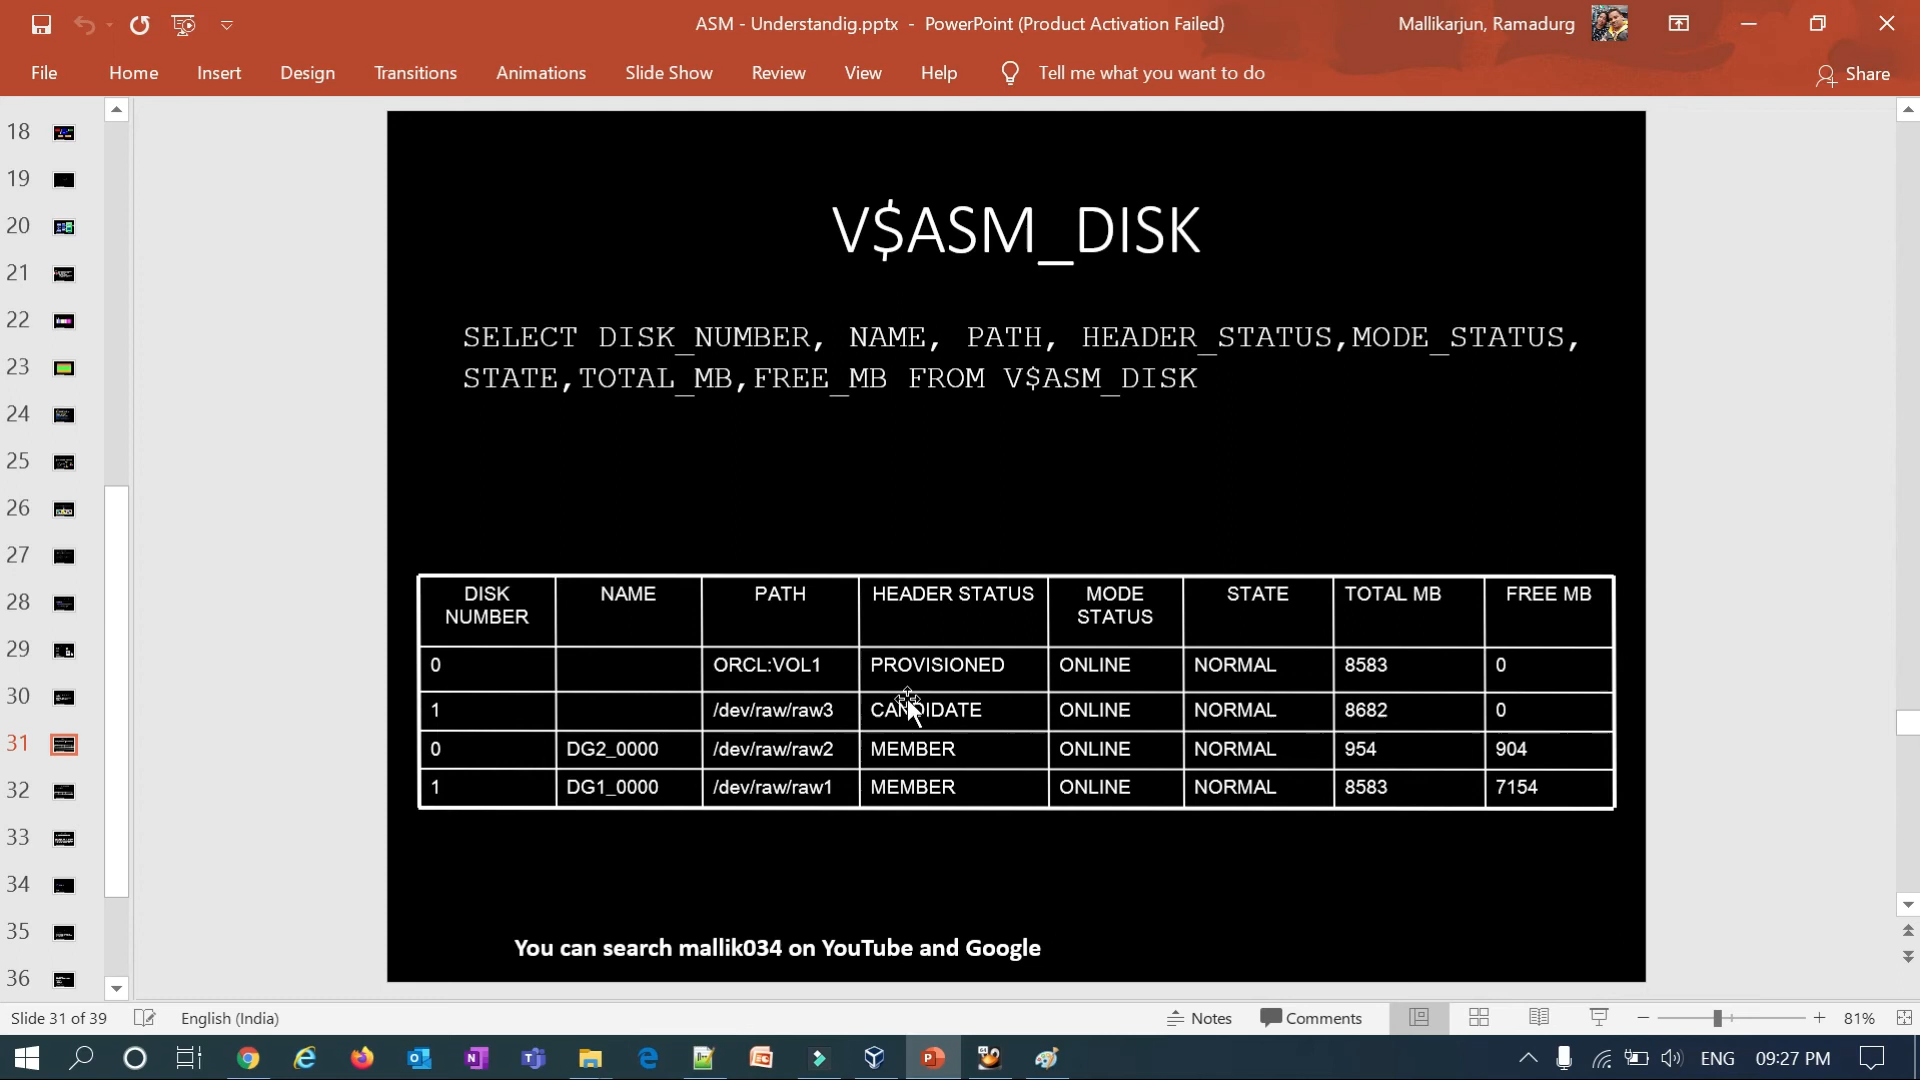 ASM - Understandig.pptx - PowerPoint (Product Activation Failed)
Mallikarjun, Ramadurg
File Home Insert Design Transitions Animations Slide Show Review View Help Tell me what you want to do Share
18
19
20
21
22
23
24
25
26
27
28
29
30
31
32
33
34
35
36
V$ASM_DISK
SELECT DISK_NUMBER, NAME, PATH, HEADER_STATUS,MODE_STATUS,
STATE,TOTAL_MB,FREE_MB FROM V$ASM_DISK
DISK NUMBER NAME PATH HEADER STATUS MODE STATUS STATE TOTAL MB FREE MB
0 ORCL:VOL1 PROVISIONED ONLINE NORMAL 8583 0
1 /dev/raw/raw3 CANDIDATE ONLINE NORMAL 8682 0
0 DG2_0000 /dev/raw/raw2 MEMBER ONLINE NORMAL 954 904
1 DG1_0000 /dev/raw/raw1 MEMBER ONLINE NORMAL 8583 7154
You can search mallik034 on YouTube and Google
Slide 31 of 39 English (India) Notes Comments 81%
ENG 09:27 PM